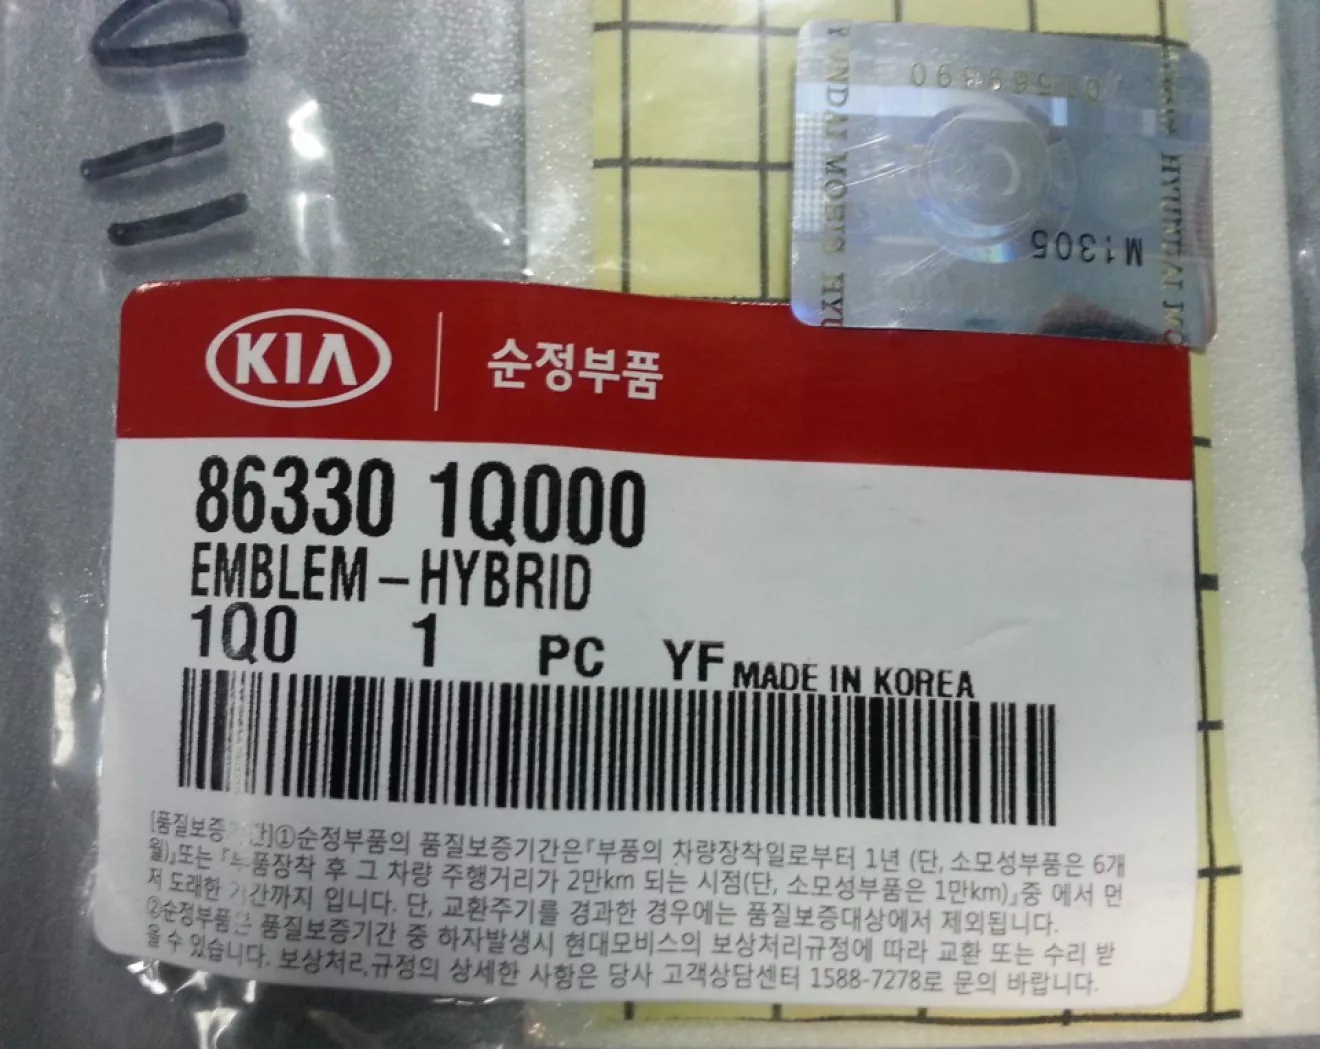 HYUNDAI MOBIS HYU
01569390
M1305
HYUNDAI MO
KIA 순정부품
86330 1Q000
EMBLEM-HYBRID
1Q0 1 PC YF MADE IN KOREA
[품질보증기간]①순정부품의 품질보증기간은『부품의 차량장착일로부터 1년 (단, 소모성부품은 6개
월)』또는『부품장착 후 그 차량 주행거리가 2만km 되는 시점(단, 소모성부품은 1만km)』중 에서 먼
저 도래한 기간까지 입니다. 단, 교환주기를 경과한 경우에는 품질보증대상에서 제외됩니다.
②순정부품은 품질보증기간 중 하자발생시 현대모비스의 보상처리규정에 따라 교환 또는 수리 받
을 수 있습니다. 보상처리,규정의 상세한 사항은 당사 고객상담센터 1588-7278로 문의 바랍니다.